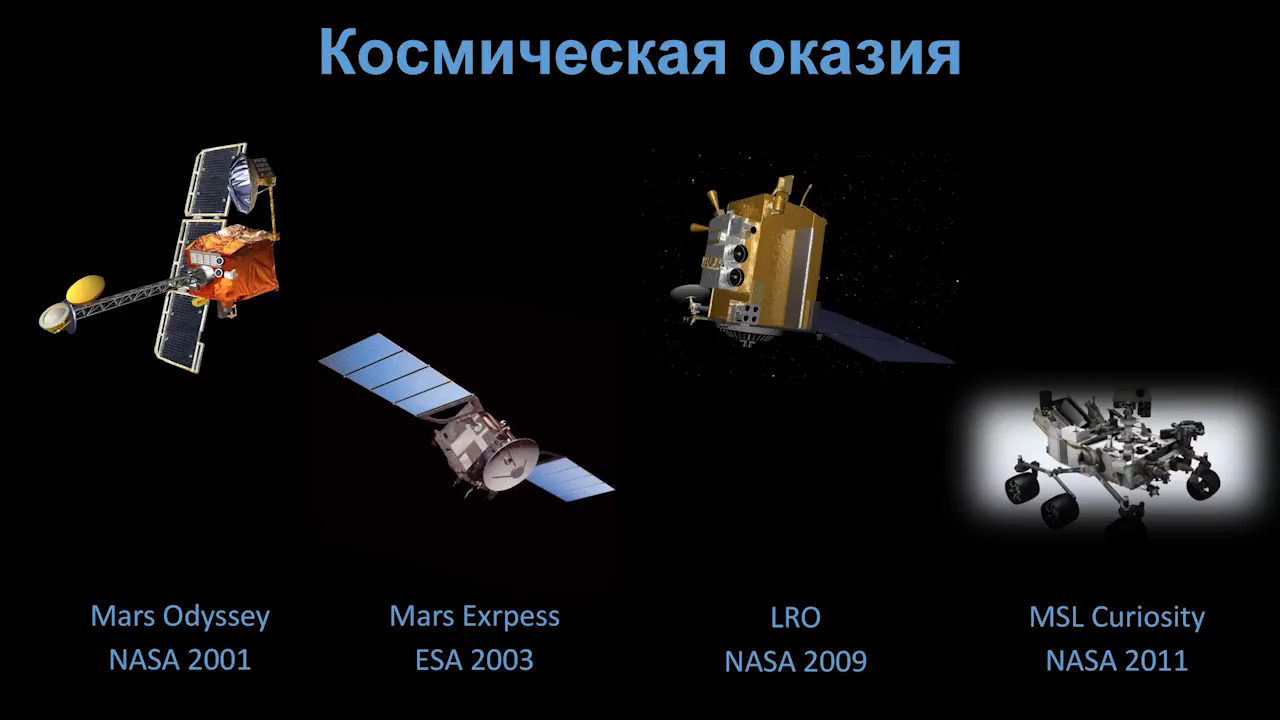 Космическая оказия
Mars Odyssey
NASA 2001
Mars Exrpess
ESA 2003
LRO
NASA 2009
MSL Curiosity
NASA 2011